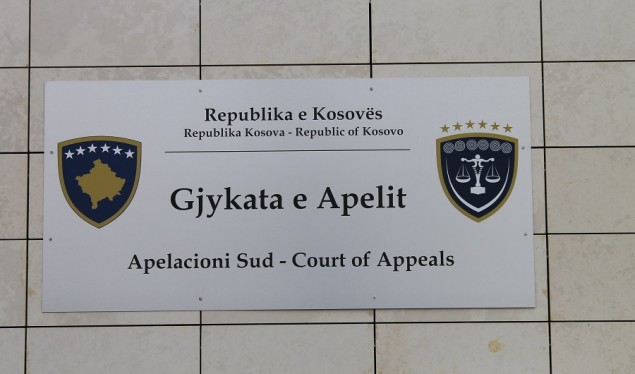 Republika e Kosovës
Republika Kosova - Republic of Kosovo
Gjykata e Apelit
Apelacioni Sud - Court of Appeals